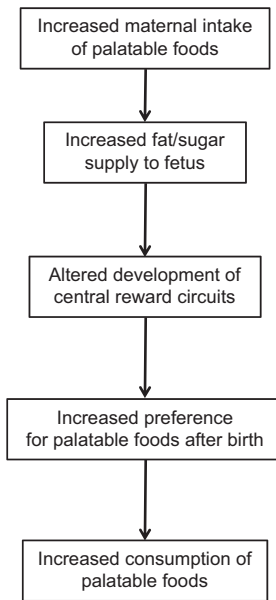 Increased maternal intake
of palatable foods
Increased fat/sugar
supply to fetus
Altered development of
central reward circuits
Increased preference
for palatable foods after birth
Increased consumption of
palatable foods